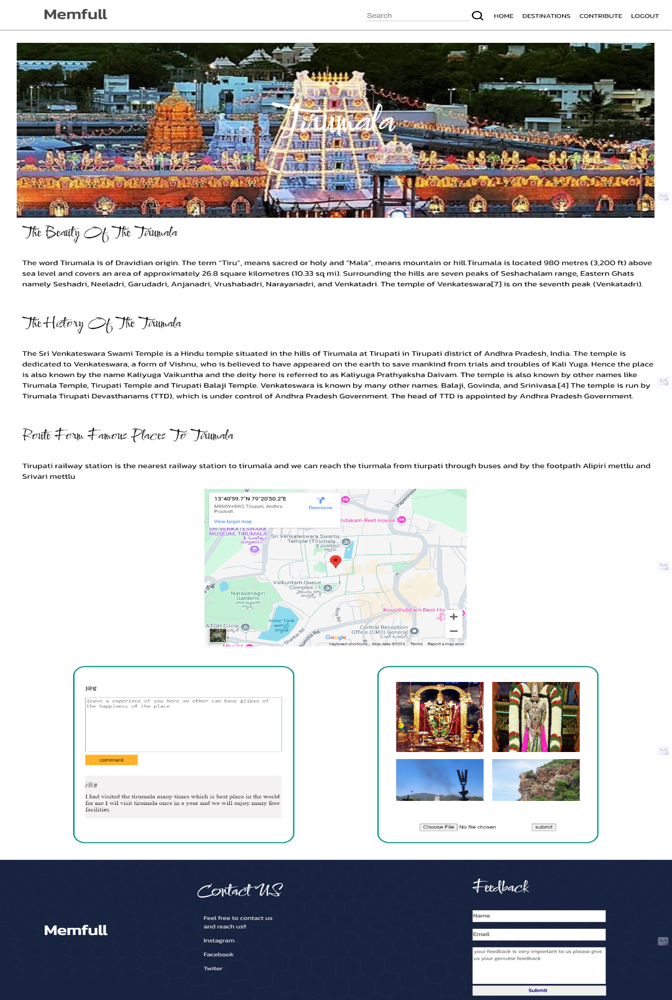 Memfull
Search
HOME DESTINATIONS CONTRIBUTE LOGOUT
Tirumala
The Beauty Of The Tirumala
The word Tirumala is of Dravidian origin. The term “Tiru”, means sacred or holy and “Mala”, means mountain or hill.Tirumala is located 980 metres (3,200 ft) above
sea level and covers an area of approximately 26.8 square kilometres (10.33 sq mi). Surrounding the hills are seven peaks of Seshachalam range, Eastern Ghats
namely Seshadri, Neeladri, Garudadri, Anjanadri, Vrushabadri, Narayanadri, and Venkatadri. The temple of Venkateswara[7] is on the seventh peak (Venkatadri).
The History Of The Tirumala
The Sri Venkateswara Swami Temple is a Hindu temple situated in the hills of Tirumala at Tirupati in Tirupati district of Andhra Pradesh, India. The temple is
dedicated to Venkateswara, a form of Vishnu, who is believed to have appeared on the earth to save mankind from trials and troubles of Kali Yuga. Hence the place
is also known by the name Kaliyuga Vaikuntha and the deity here is referred to as Kaliyuga Prathyaksha Daivam. The temple is also known by other names like
Tirumala Temple, Tirupati Temple and Tirupati Balaji Temple. Venkateswara is known by many other names: Balaji, Govinda, and Srinivasa.[4] The temple is run by
Tirumala Tirupati Devasthanams (TTD), which is under control of Andhra Pradesh Government. The head of TTD is appointed by Andhra Pradesh Government.
Route Form Famous Places To Tirumala
Tirupati railway station is the nearest railway station to tirumala and we can reach the tiurmala from tiurpati through buses and by the footpath Alipiri mettlu and
Srivari mettlu
13°40'59.7"N 79°20'50.2"E
M8MW+8W2 Tirupati, Andhra
Pradesh
Directions
View larger map
Papavinasa
ndakam Rest House
SRI VENKATESWARA
MUSEUM, TIRUMALA
శ్రీ వెంకటేశ్వర
మ్యూజియం...
Sri Venkateswara Swamy
Temple (Tirumala...
శ్రీ వెంకటేశ్వర
స్వామి...
Vaikuntam Queue
Complex - 1
వైకుంఠం క్యూ
కాంప్లెక్స్ -1
Narayanagiri
Gardens
నారాయణగిరి
గార్డెన్స్
Kousthubham Rest House
Rina Rd
Alwar Tank
ఆళ్వార్
ట్యాంక్
ATGH Circle
సర్కిల్
Central Reception
Office (CRO) General
సి ఆర్ ఓ ఆఫీస్
Shankar Rd
kumitta Rd
Google
Keyboard shortcuts Map data ©2024 Terms Report a map error
j@g
leave a experince of you here so other can have glipse of
the happiness of the place
comment
j@g
I had visited the tirumala many times which is best place in the world
for me I wil visit tirumala once in a year and we will enjoy many free
facilities
Choose File No file chosen submit
Memfull
Contact US
Feel free to contact us
and reach us!!
Instagram
Facebook
Twiter
Feedback
Name
Email
your feedback is very important to us please give
us your genuine feedback
Submit